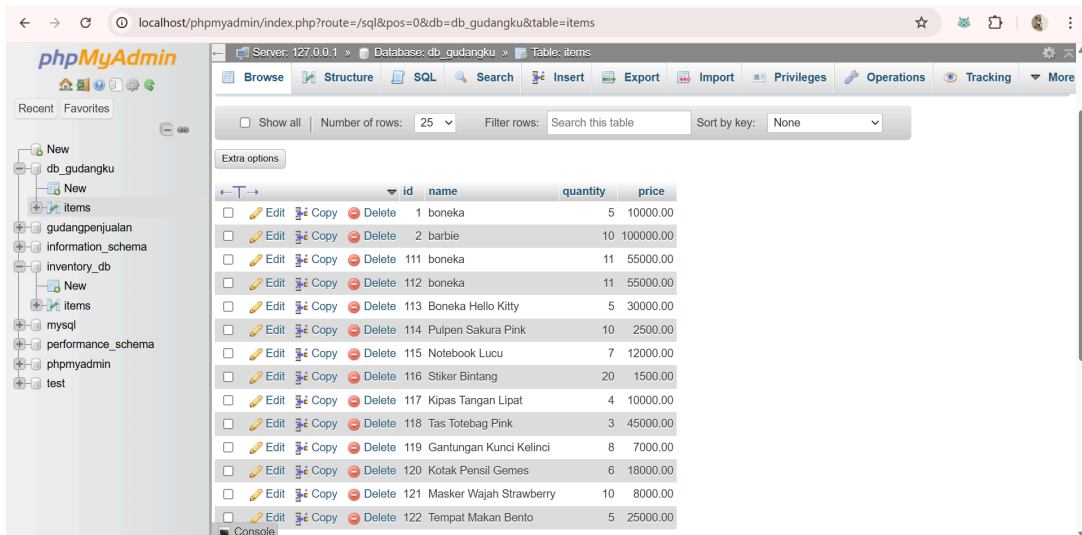 localhost/phpmyadmin/index.php?route=/sql&pos=0&db=db_gudangku&table=items
phpMyAdmin
Recent Favorites
New
db_gudangku
New
items
gudangpenjualan
information_schema
inventory_db
New
items
mysql
performance_schema
phpmyadmin
test
Server: 127.0.0.1 » Database: db_gudangku » Table: items
Browse Structure SQL Search Insert Export Import Privileges Operations Tracking More
Show all Number of rows: 25 Filter rows: Search this table Sort by key: None
Extra options
id name quantity price
Edit Copy Delete 1 boneka 5 10000.00
Edit Copy Delete 2 barbie 10 100000.00
Edit Copy Delete 111 boneka 11 55000.00
Edit Copy Delete 112 boneka 11 55000.00
Edit Copy Delete 113 Boneka Hello Kitty 5 30000.00
Edit Copy Delete 114 Pulpen Sakura Pink 10 2500.00
Edit Copy Delete 115 Notebook Lucu 7 12000.00
Edit Copy Delete 116 Stiker Bintang 20 1500.00
Edit Copy Delete 117 Kipas Tangan Lipat 4 10000.00
Edit Copy Delete 118 Tas Totebag Pink 3 45000.00
Edit Copy Delete 119 Gantungan Kunci Kelinci 8 7000.00
Edit Copy Delete 120 Kotak Pensil Gemes 6 18000.00
Edit Copy Delete 121 Masker Wajah Strawberry 10 8000.00
Edit Copy Delete 122 Tempat Makan Bento 5 25000.00
Console